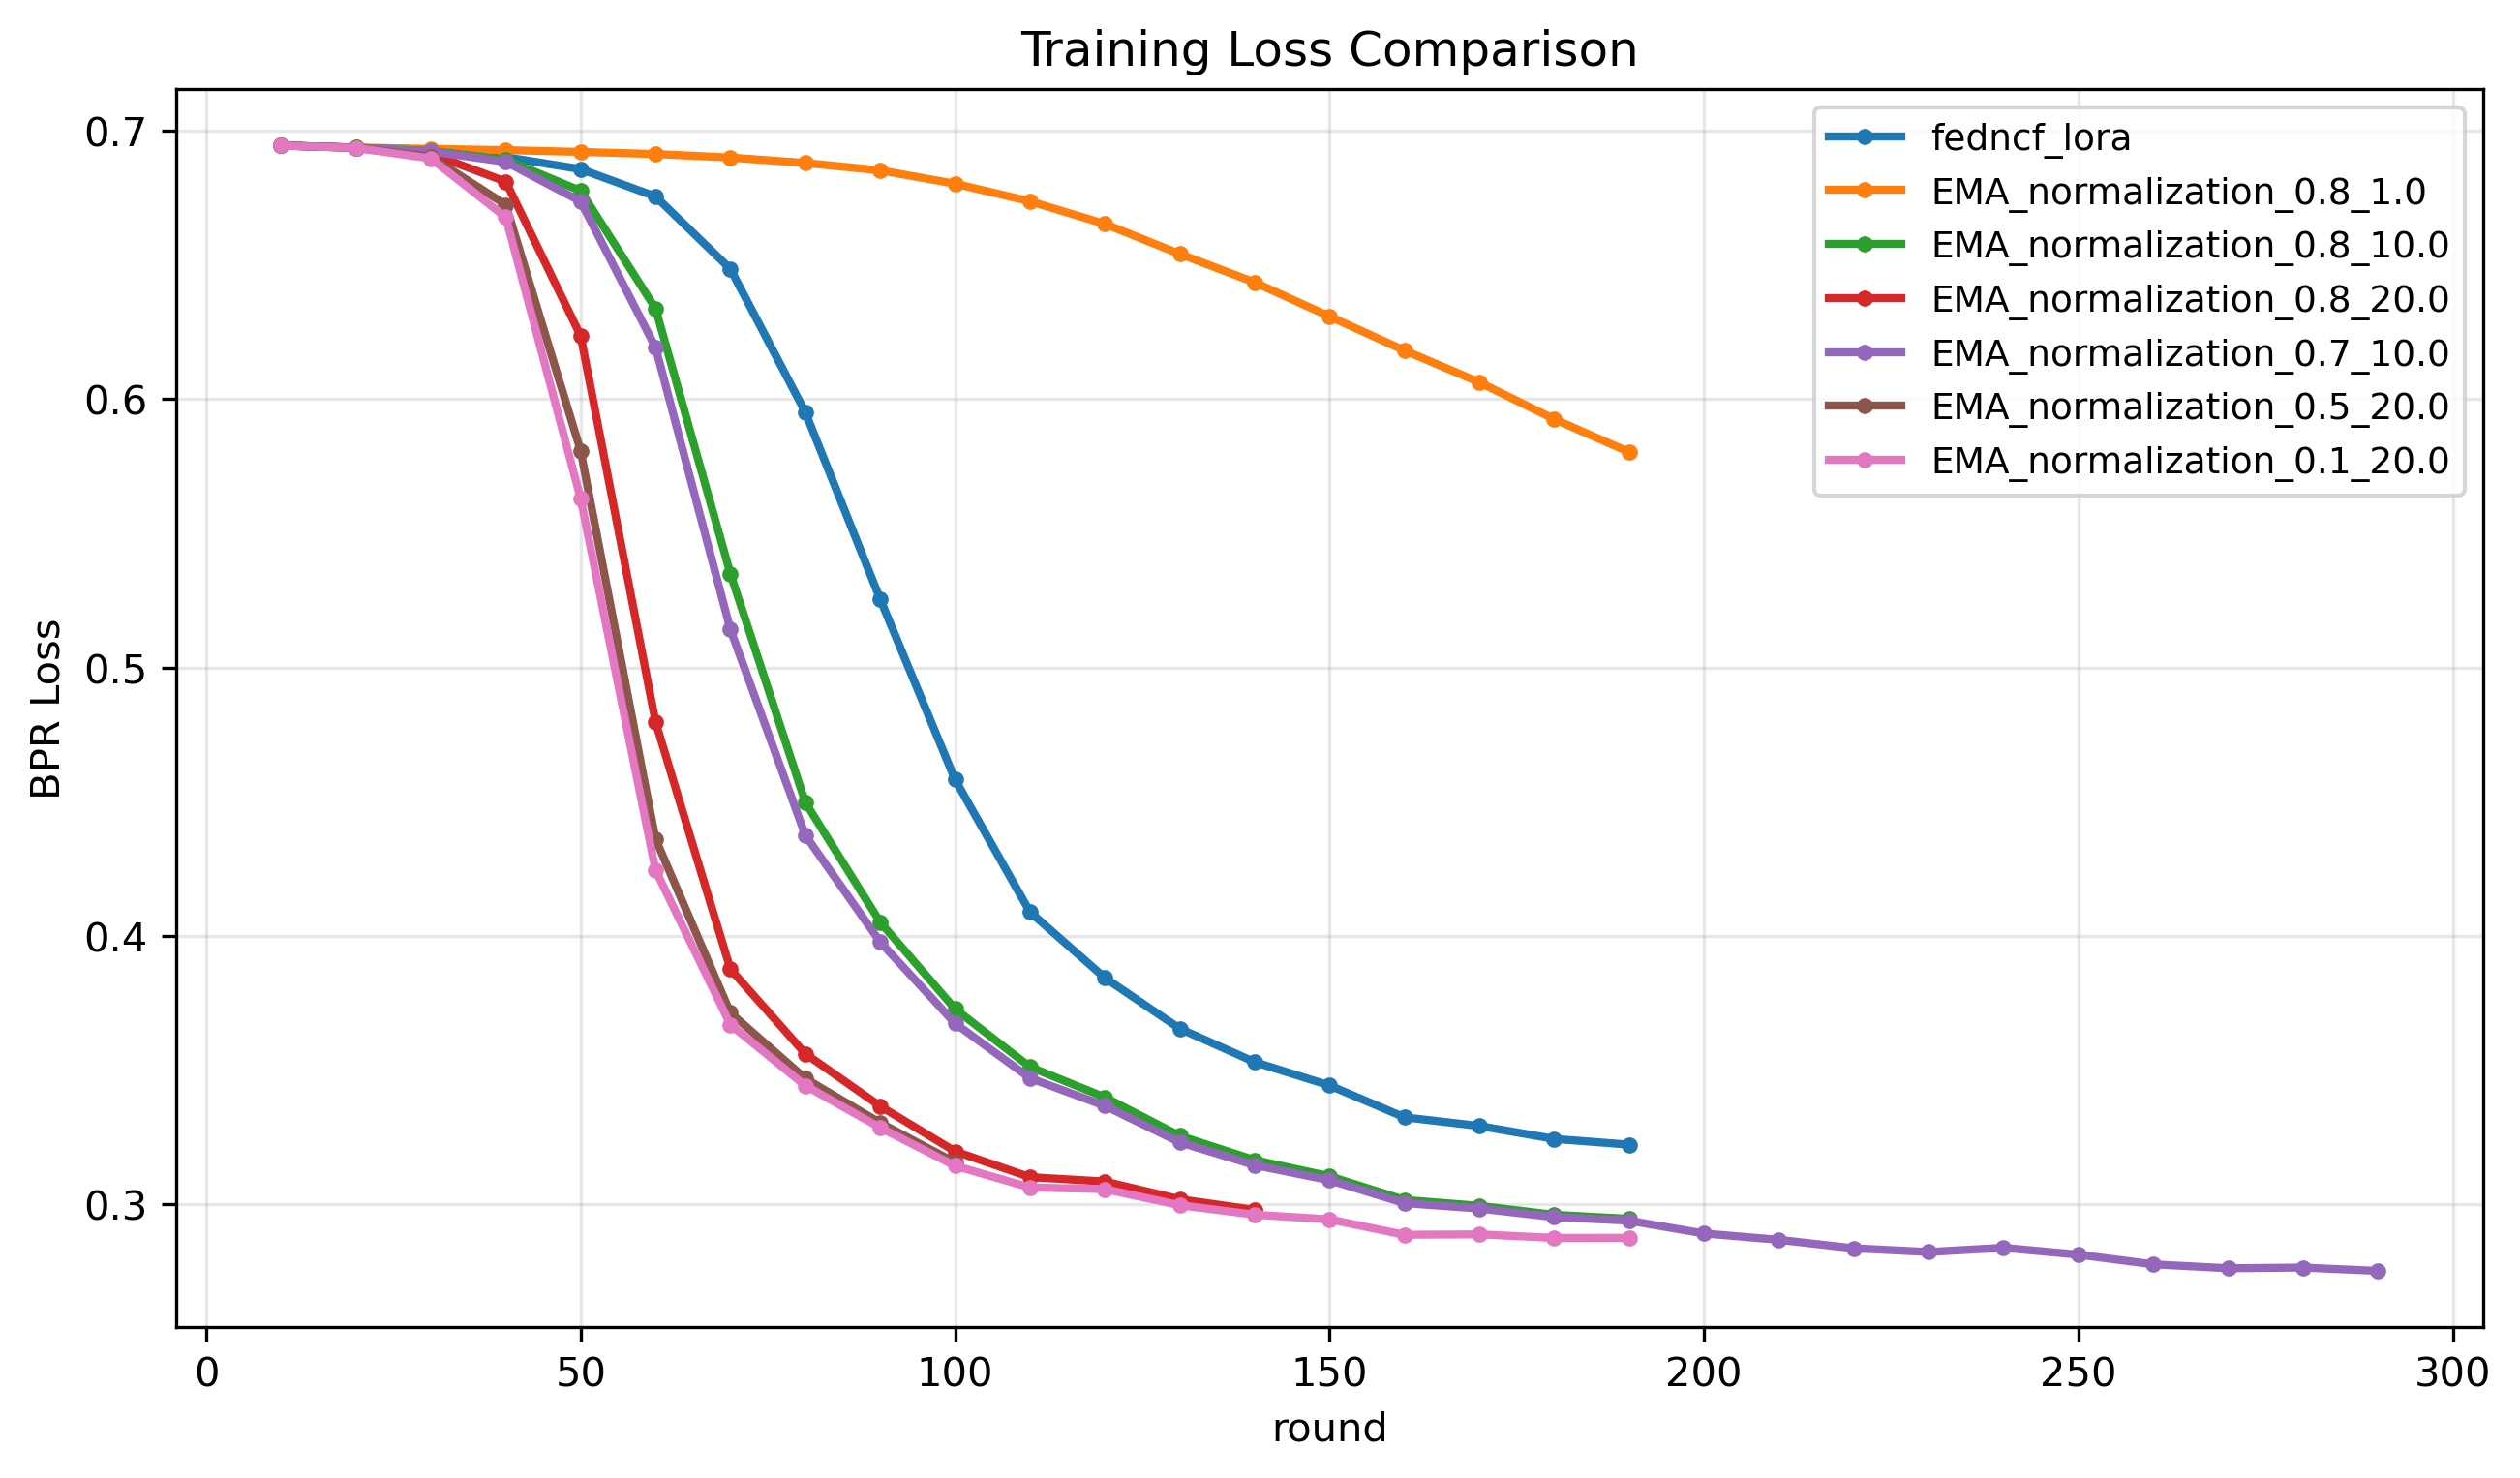 Training Loss Comparison
0.7
0.6
0.5
0.4
0.3
BPR Loss
fedncf_lora
EMA_normalization_0.8_1.0
EMA_normalization_0.8_10.0
EMA_normalization_0.8_20.0
EMA_normalization_0.7_10.0
EMA_normalization_0.5_20.0
EMA_normalization_0.1_20.0
0 50 100 150 200 250 300
round